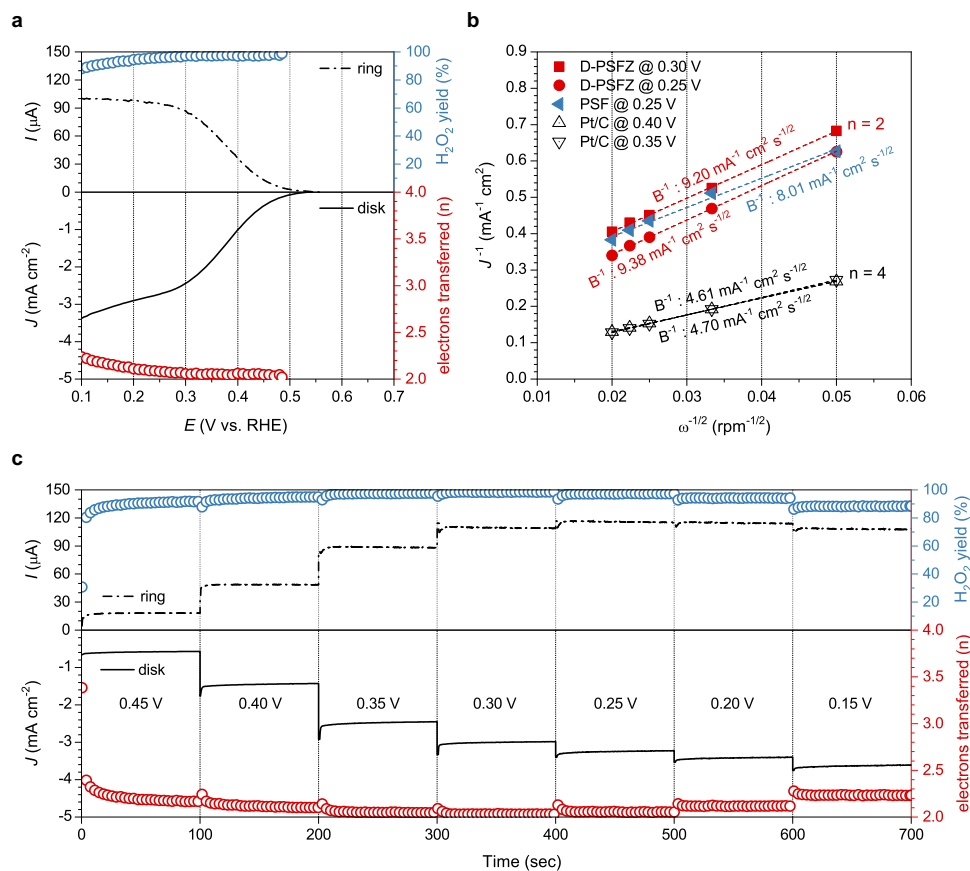 a
150
120
90
60
30
0
I (μA)
ring
100
80
60
40
20
H₂O₂ yield (%)
disk
-1
-2
-3
-4
-5
J (mA cm⁻²)
4.0
3.5
3.0
2.5
2.0
electrons transferred (n)
0.1 0.2 0.3 0.4 0.5 0.6 0.7
E (V vs. RHE)
b
0.9
0.8
0.7
0.6
0.5
0.4
0.3
0.2
0.1
0.0
J⁻¹ (mA⁻¹ cm²)
D-PSFZ @ 0.30 V
D-PSFZ @ 0.25 V
PSF @ 0.25 V
Pt/C @ 0.40 V
Pt/C @ 0.35 V
n = 2
B⁻¹ : 9.20 mA⁻¹ cm² s⁻¹/²
B⁻¹ : 8.01 mA⁻¹ cm² s⁻¹/²
B⁻¹ : 9.38 mA⁻¹ cm² s⁻¹/²
n = 4
B⁻¹ : 4.61 mA⁻¹ cm² s⁻¹/²
B⁻¹ : 4.70 mA⁻¹ cm² s⁻¹/²
0.01 0.02 0.03 0.04 0.05 0.06
ω⁻¹/² (rpm⁻¹/²)
c
150
120
90
60
30
0
I (μA)
ring
100
80
60
40
20
0
H₂O₂ yield (%)
disk
0.45 V 0.40 V 0.35 V 0.30 V 0.25 V 0.20 V 0.15 V
-1
-2
-3
-4
-5
J (mA cm⁻²)
4.0
3.5
3.0
2.5
2.0
electrons transferred (n)
0 100 200 300 400 500 600 700
Time (sec)